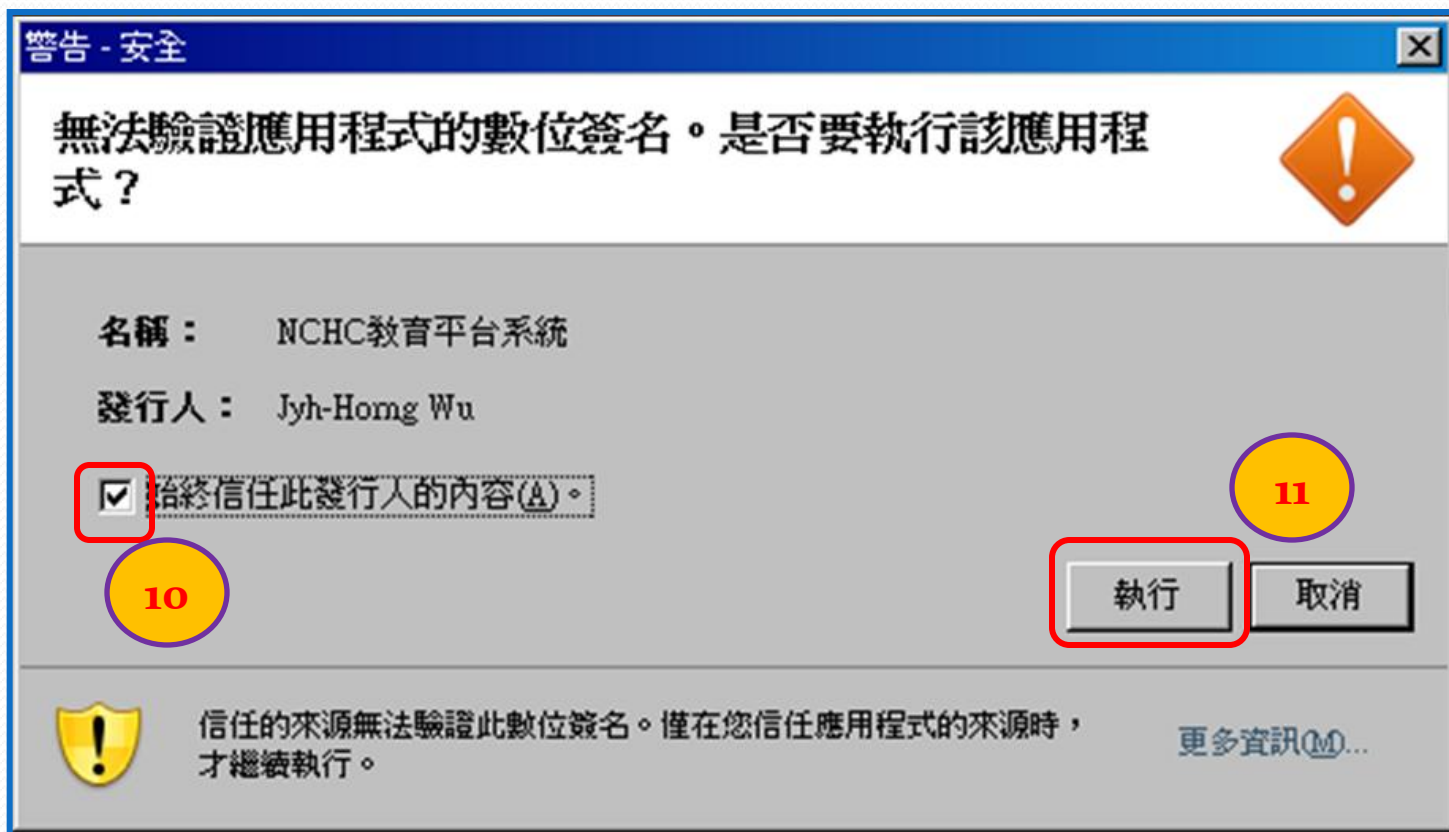 警告 - 安全
無法驗證應用程式的數位簽名。是否要執行該應用程
式？
名稱： NCHC教育平台系統
發行人： Jyh-Horng Wu
始終信任此發行人的內容(A)。
11
10
執行 取消
信任的來源無法驗證此數位簽名。僅在您信任應用程式的來源時，
才繼續執行。
更多資訊(M)...